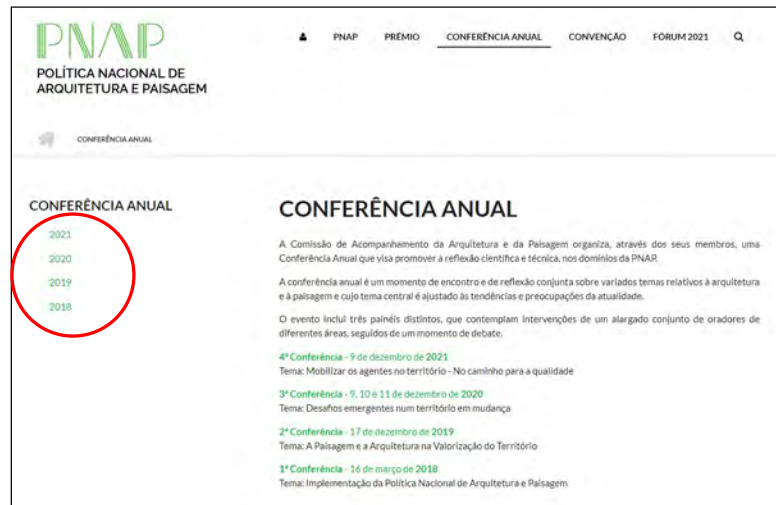 PNAP
POLÍTICA NACIONAL DE
ARQUITETURA E PAISAGEM
PNAP PRÉMIO CONFERÊNCIA ANUAL CONVENÇÃO FÓRUM 2021
CONFERÊNCIA ANUAL
CONFERÊNCIA ANUAL
2021
2020
2019
2018
CONFERÊNCIA ANUAL
A Comissão de Acompanhamento da Arquitetura e da Paisagem organiza, através dos seus membros, uma
Conferência Anual que visa promover a reflexão científica e técnica, nos domínios da PNAP.
A conferência anual é um momento de encontro e de reflexão conjunta sobre variados temas relativos à arquitetura
e à paisagem e cujo tema central é ajustado às tendências e preocupações da atualidade.
O evento inclui três painéis distintos, que contemplam intervenções de um alargado conjunto de oradores de
diferentes áreas, seguidos de um momento de debate.
4ª Conferência - 9 de dezembro de 2021
Tema: Mobilizar os agentes no território - No caminho para a qualidade
3ª Conferência - 9, 10 e 11 de dezembro de 2020
Tema: Desafios emergentes num território em mudança
2ª Conferência - 17 de dezembro de 2019
Tema: A Paisagem e a Arquitetura na Valorização do Território
1ª Conferência - 16 de março de 2018
Tema: Implementação da Política Nacional de Arquitetura e Paisagem